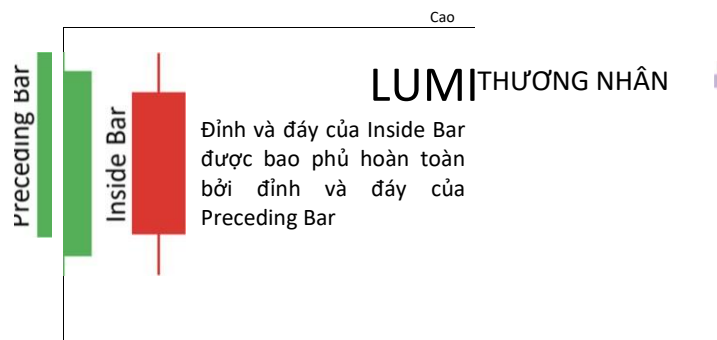 Cao
LUMI THƯƠNG NHÂN
Preceding Bar
Inside Bar
Đỉnh và đáy của Inside Bar
được bao phủ hoàn toàn
bởi đỉnh và đáy của
Preceding Bar